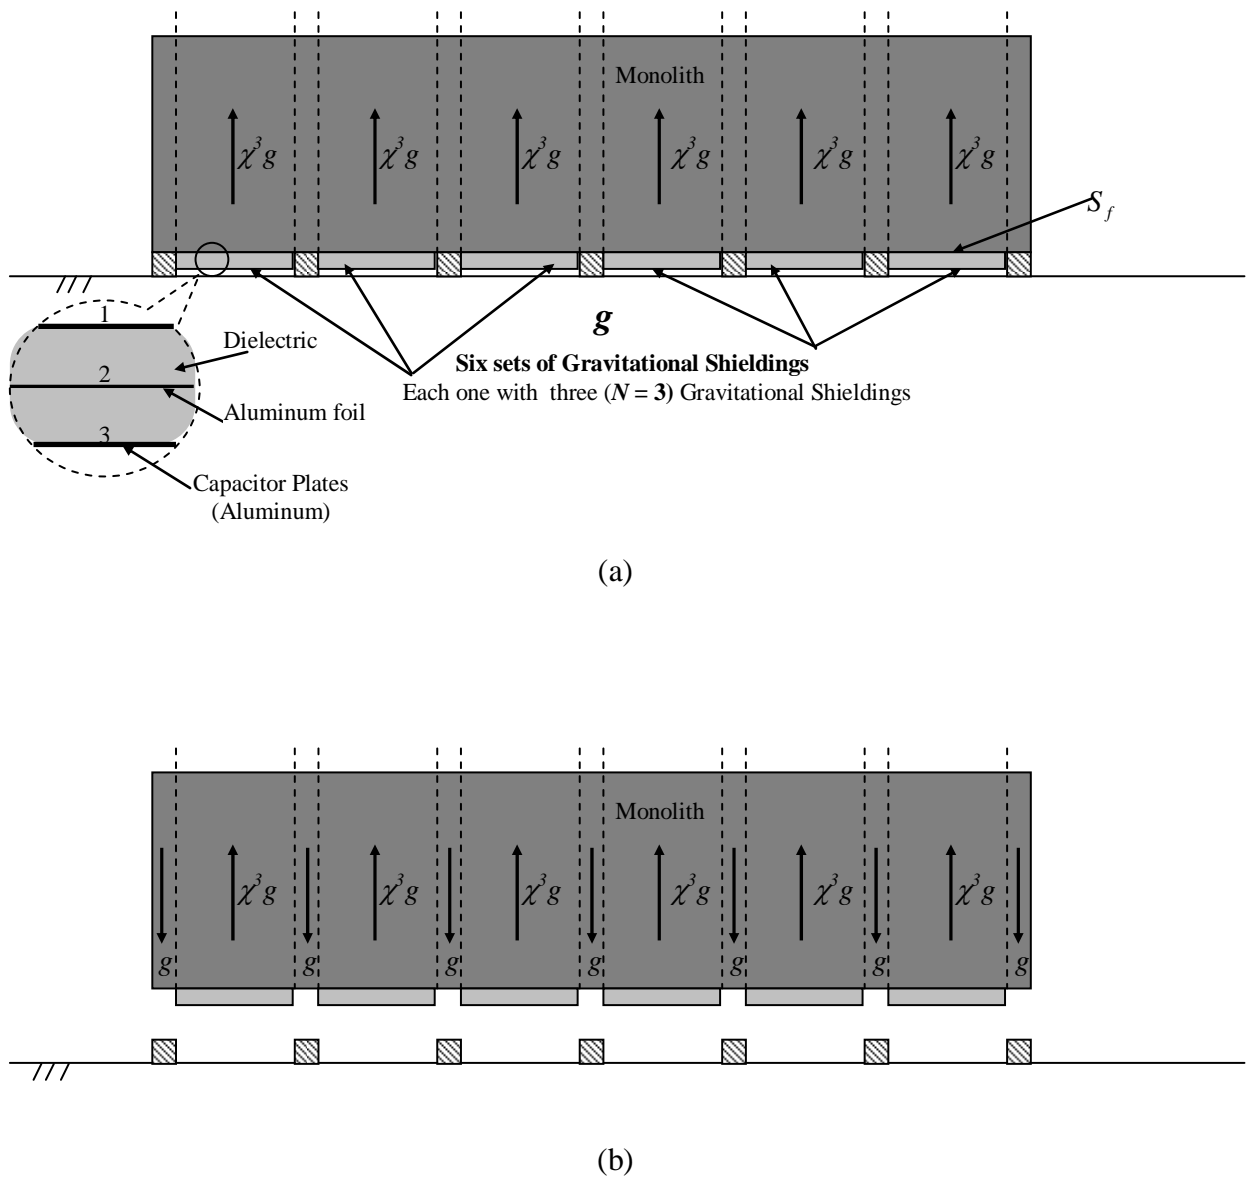 Monolith
χ³g χ³g χ³g χ³g χ³g χ³g
S_f
1
Dielectric
g
2
Six sets of Gravitational Shieldings
Each one with three (N = 3) Gravitational Shieldings
Aluminum foil
3
Capacitor Plates
(Aluminum)
(a)
Monolith
χ³g χ³g χ³g χ³g χ³g χ³g
g g g g g g g
(b)